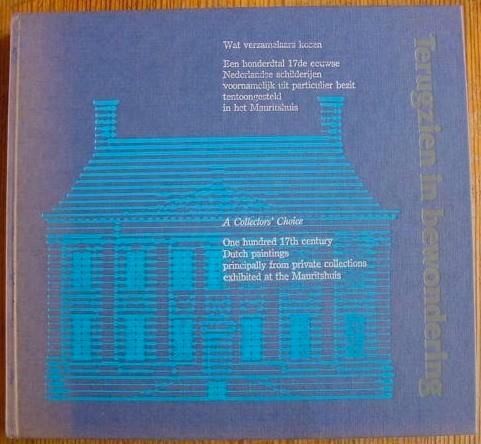 Wat verzamelaars kozen
Een honderdtal 17de eeuwse
Nederlandse schilderijen
voornamelijk uit particulier bezit
tentoongesteld
in het Mauritshuis
A Collectors' Choice
One hundred 17th century
Dutch paintings
principally from private collections
exhibited at the Mauritshuis
Terugzien in bewondering